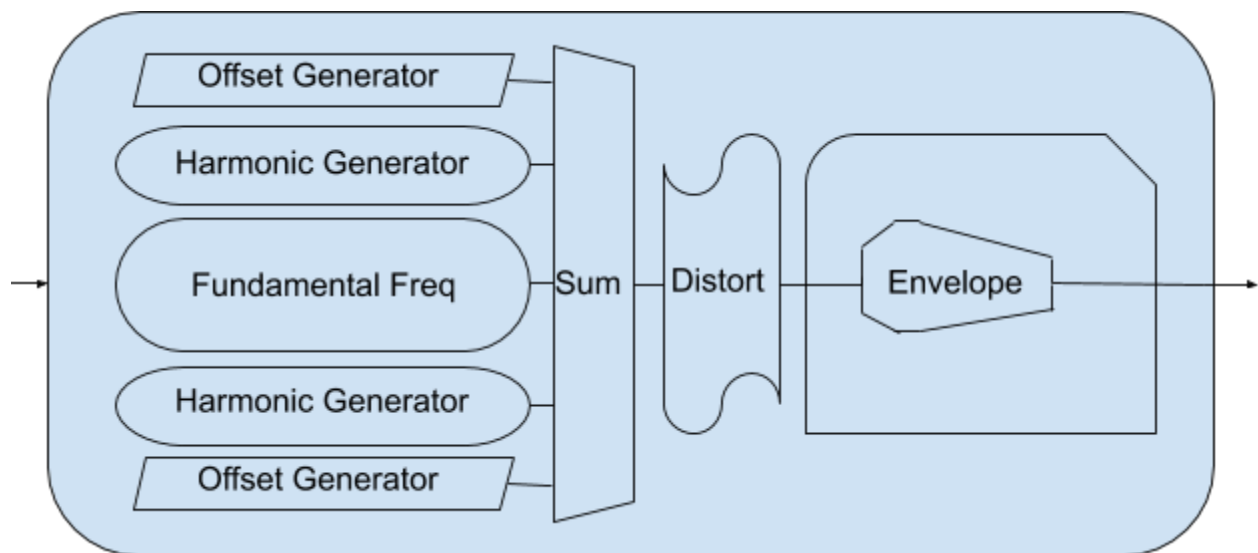 Offset Generator
Harmonic Generator
Fundamental Freq
Sum
Distort
Envelope
Harmonic Generator
Offset Generator